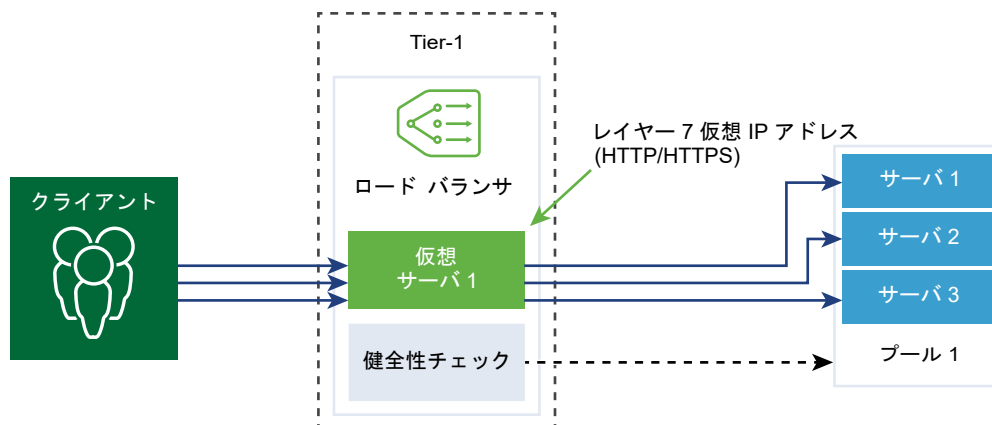 Tier-1
レイヤー 7 仮想 IP アドレス
(HTTP/HTTPS)
ロード バランサ
クライアント
仮想
サーバ 1
健全性チェック
サーバ 1
サーバ 2
サーバ 3
プール 1